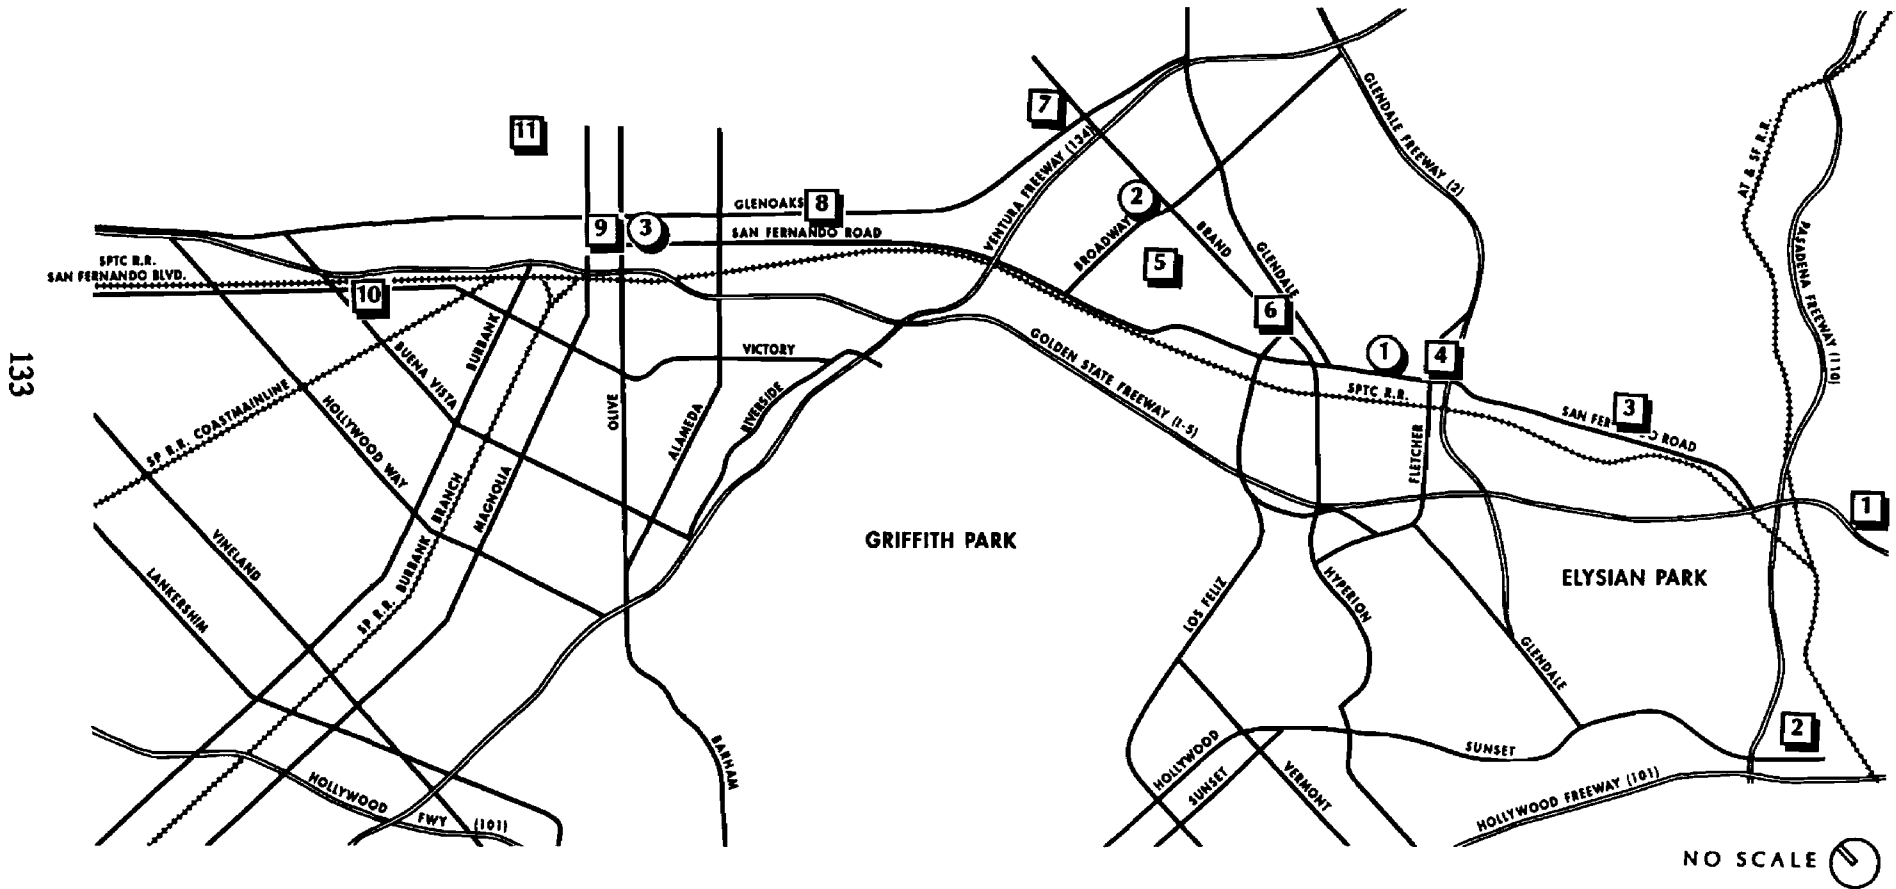 GLENDALE FREEWAY (2)
7
11
AT & SF R.R.
VENTURA FREEWAY (134)
2
GLENOAKS
8
9
3
SAN FERNANDO ROAD
BROADWAY
BRAND
GLENDALE
PASADENA FREEWAY (110)
SPTC R.R.
SAN FERNANDO BLVD.
5
10
6
BURBANK
BUENA VISTA
VICTORY
GOLDEN STATE FREEWAY (I-5)
1
4
133
SPTC R.R.
SP R.R. COASTMAINLINE
HOLLYWOOD WAY
OLIVE
ALAMEDA
RIVERSIDE
FLETCHER
SAN FER
3
O ROAD
MAGNOLIA
SP R.R. BURBANK BRANCH
1
VINELAND
LANKERSHIM
GRIFFITH PARK
ELYSIAN PARK
LOS FELIZ
HYPERION
GLENDALE
BARHAM
HOLLYWOOD
SUNSET
VERMONT
SUNSET
2
HOLLYWOOD FWY (101)
HOLLYWOOD FREEWAY (101)
NO SCALE